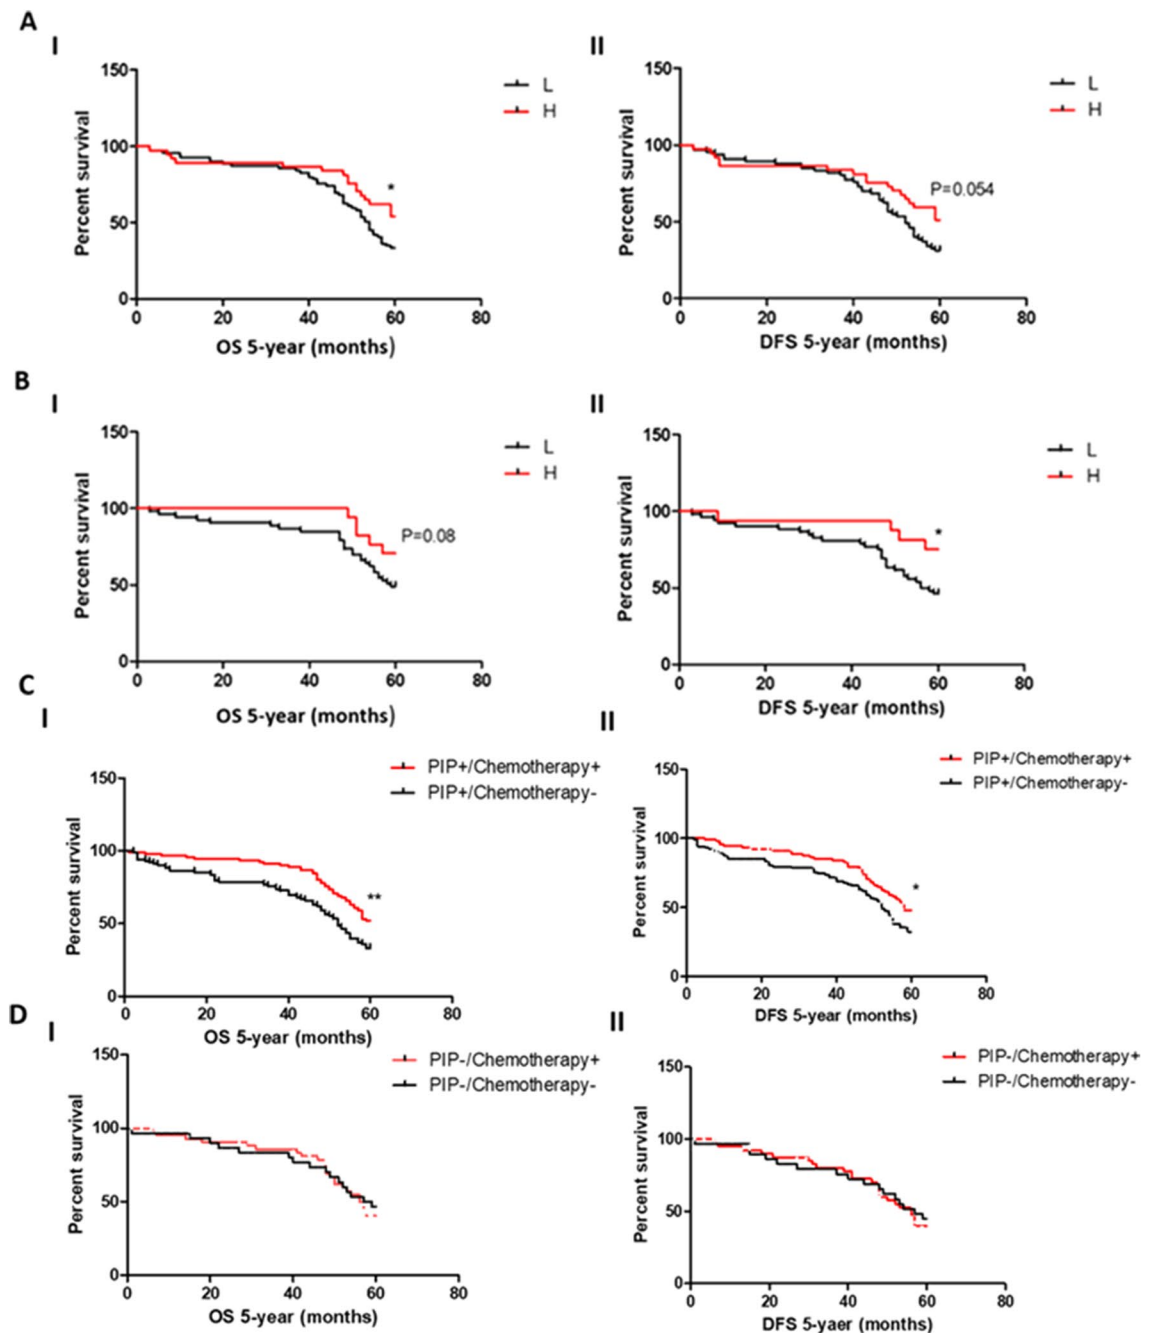 A
I
II
150
100
50
0
0 20 40 60 80
Percent survival
OS 5-year (months)
L
H
*
150
100
50
0
0 20 40 60 80
Percent survival
DFS 5-year (months)
L
H
P=0.054
B
I
II
150
100
50
0
0 20 40 60 80
Percent survival
OS 5-year (months)
L
H
P=0.08
150
100
50
0
0 20 40 60 80
Percent survival
DFS 5-year (months)
L
H
*
C
I
II
PIP+/Chemotherapy+
PIP+/Chemotherapy-
150
100
50
0
0 20 40 60 80
Percent survival
OS 5-year (months)
**
PIP+/Chemotherapy+
PIP+/Chemotherapy-
150
100
50
0
0 20 40 60 80
Percent survival
DFS 5-year (months)
*
D
I
II
PIP-/Chemotherapy+
PIP-/Chemotherapy-
150
100
50
0
0 20 40 60 80
Percent survival
OS 5-year (months)
PIP-/Chemotherapy+
PIP-/Chemotherapy-
150
100
50
0
0 20 40 60 80
Percent survival
DFS 5-yaer (months)